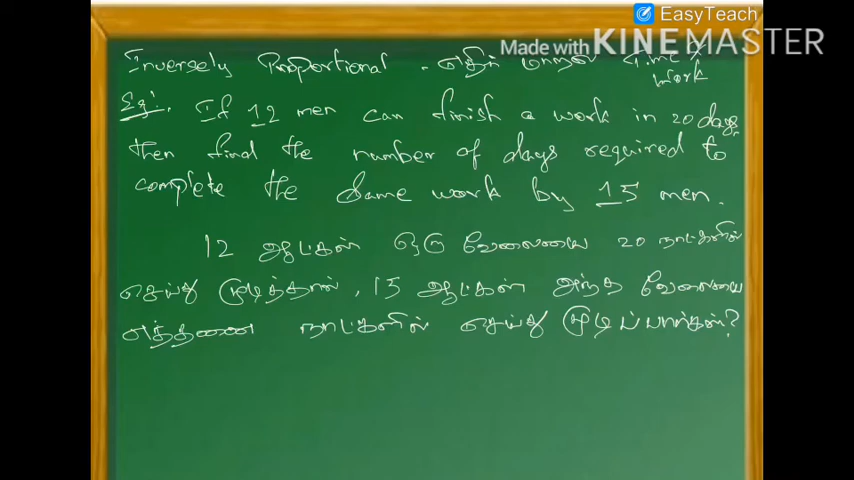 EasyTeach
Made with KINEMASTER
Inversely Proportional - எதிர் மாறல் Time &
work
Eg:. If 12 men can finish a work in 20 days,
then find the number of days required to
complete the same work by 15 men.
12 ஆட்கள் ஒரு வேலையை 20 நாட்களில்
செய்து முடித்தால், 15 ஆட்கள் அந்த வேலையை
எத்தனை நாட்களில் செய்து முடிப்பார்கள்?